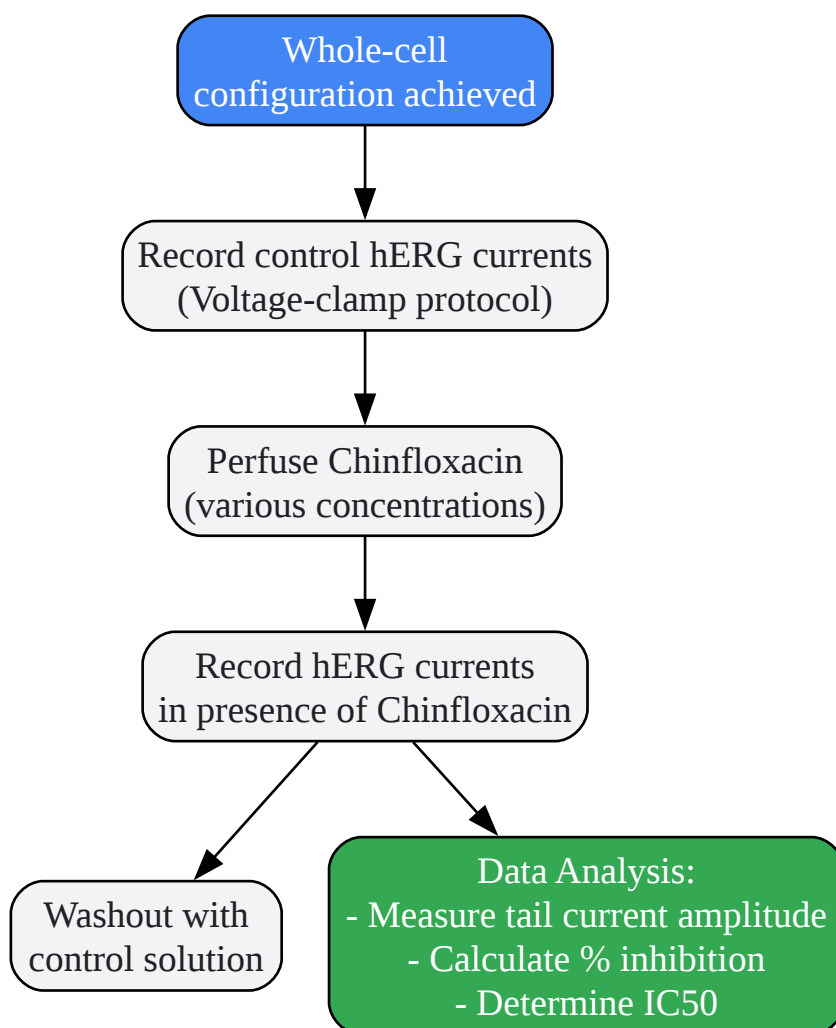 Whole-cell
configuration achieved
Record control hERG currents
(Voltage-clamp protocol)
Perfuse Chinfloxacin
(various concentrations)
Record hERG currents
in presence of Chinfloxacin
Washout with
control solution
Data Analysis:
- Measure tail current amplitude
- Calculate % inhibition
- Determine IC50